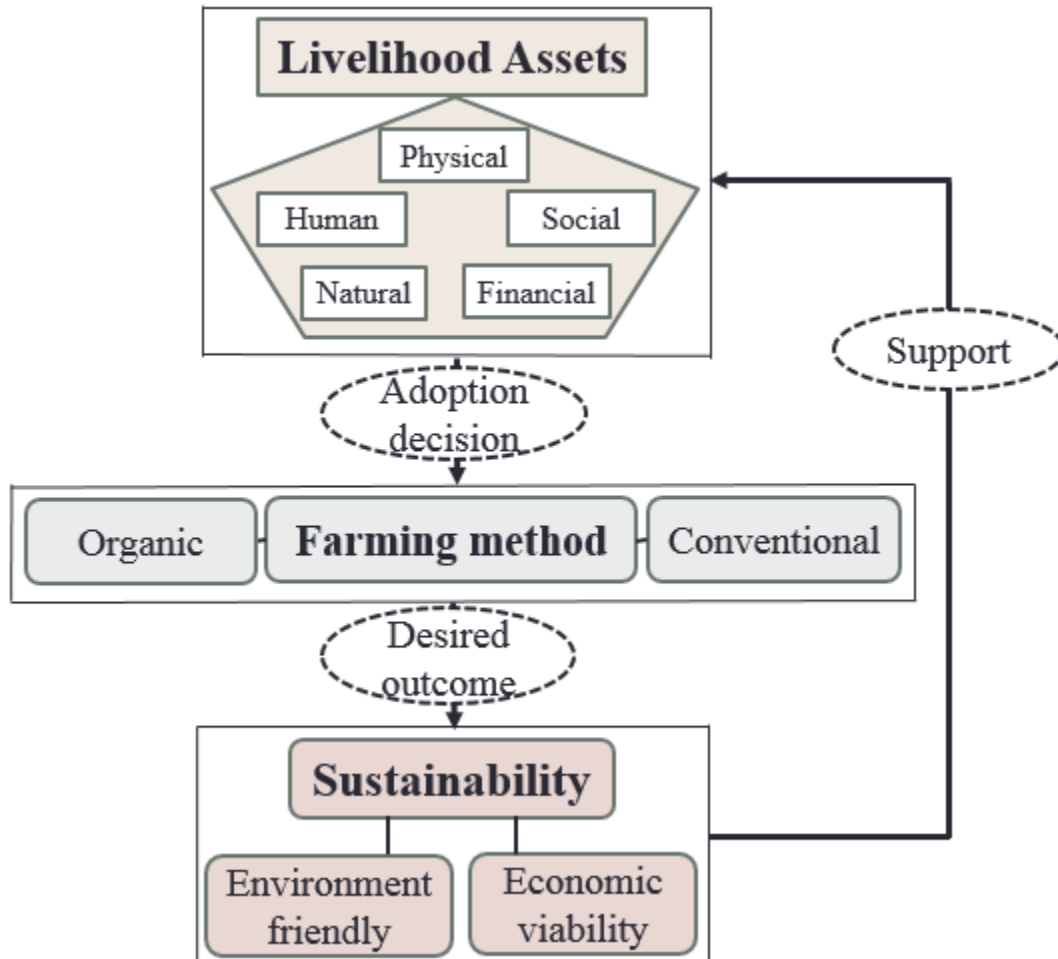 Livelihood Assets
Physical
Human
Social
Natural
Financial
Support
Adoption
decision
Organic
Farming method
Conventional
Desired
outcome
Sustainability
Environment
friendly
Economic
viability